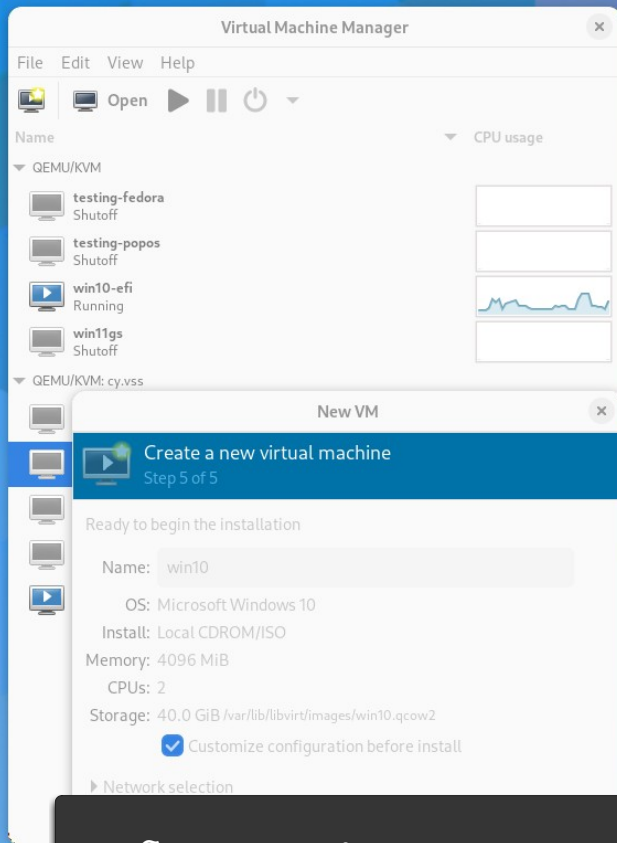 Virtual Machine Manager
File Edit View Help
Open
Name CPU usage
QEMU/KVM
testing-fedora
Shutoff
testing-popos
Shutoff
win10-efi
Running
win11gs
Shutoff
QEMU/KVM: cy.vss
New VM
Create a new virtual machine
Step 5 of 5
Ready to begin the installation
Name: win10
OS: Microsoft Windows 10
Install: Local CDROM/ISO
Memory: 4096 MiB
CPUs: 2
Storage: 40.0 GiB /var/lib/libvirt/images/win10.qcow2
Customize configuration before install
Network selection